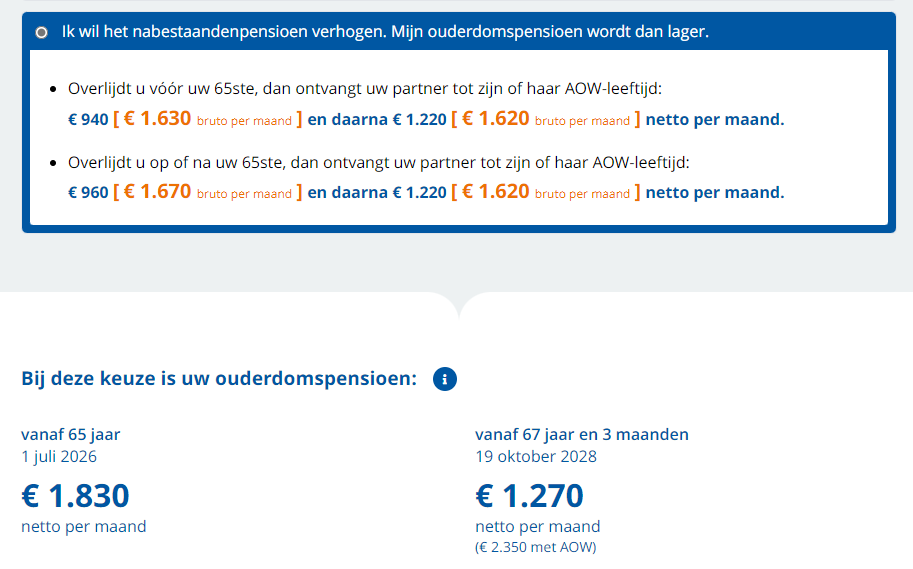 Ik wil het nabestaandenpensioen verhogen. Mijn ouderdomspensioen wordt dan lager.
• Overlijdt u vóór uw 65ste, dan ontvangt uw partner tot zijn of haar AOW-leeftijd:
€ 940 [ € 1.630 bruto per maand ] en daarna € 1.220 [ € 1.620 bruto per maand ] netto per maand.
• Overlijdt u op of na uw 65ste, dan ontvangt uw partner tot zijn of haar AOW-leeftijd:
€ 960 [ € 1.670 bruto per maand ] en daarna € 1.220 [ € 1.620 bruto per maand ] netto per maand.
Bij deze keuze is uw ouderdomspensioen: i
vanaf 65 jaar
1 juli 2026
€ 1.830
netto per maand
vanaf 67 jaar en 3 maanden
19 oktober 2028
€ 1.270
netto per maand
(€ 2.350 met AOW)